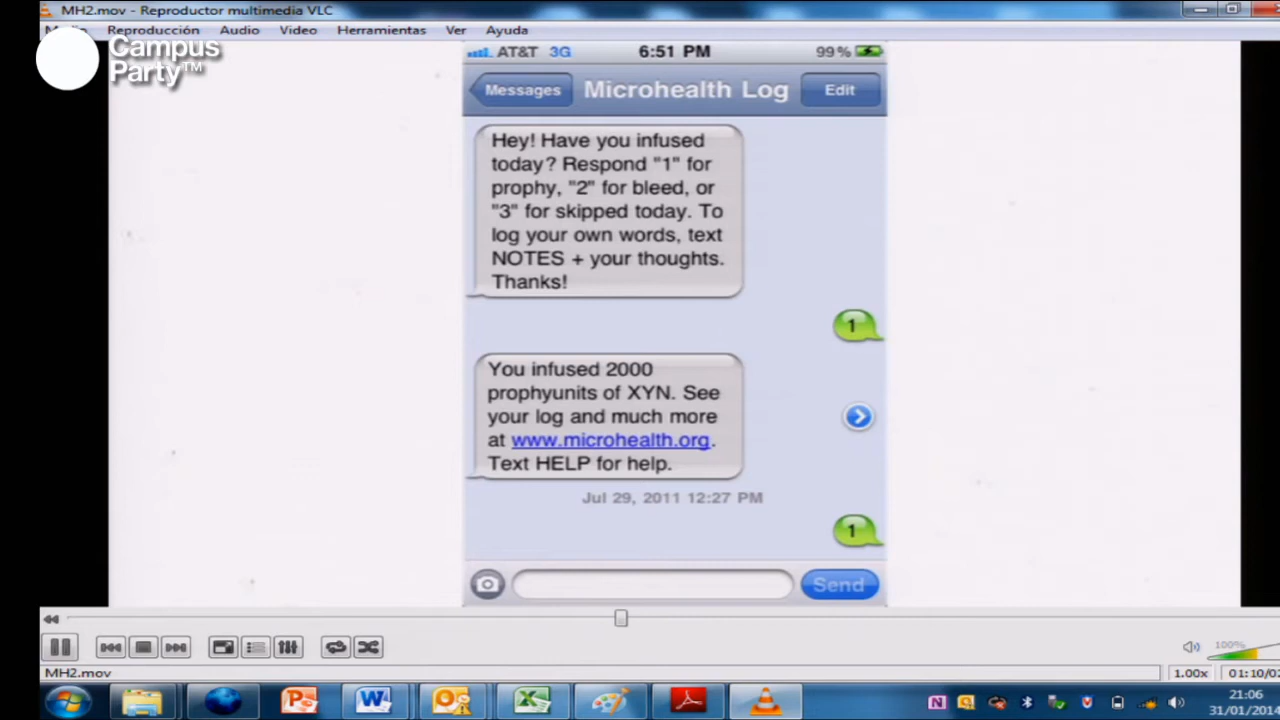 MH2.mov - Reproductor multimedia VLC
Reproducción Audio Video Herramientas Ver Ayuda
Campus
Party™
AT&T 3G 6:51 PM 99%
Messages Microhealth Log Edit
Hey! Have you infused
today? Respond "1" for
prophy, "2" for bleed, or
"3" for skipped today. To
log your own words, text
NOTES + your thoughts.
Thanks!
1
You infused 2000
prophyunits of XYN. See
your log and much more
at www.microhealth.org.
Text HELP for help.
Jul 29, 2011 12:27 PM
1
Send
100%
MH2.mov 1.00x 01:10/0
21:06
31/01/2014